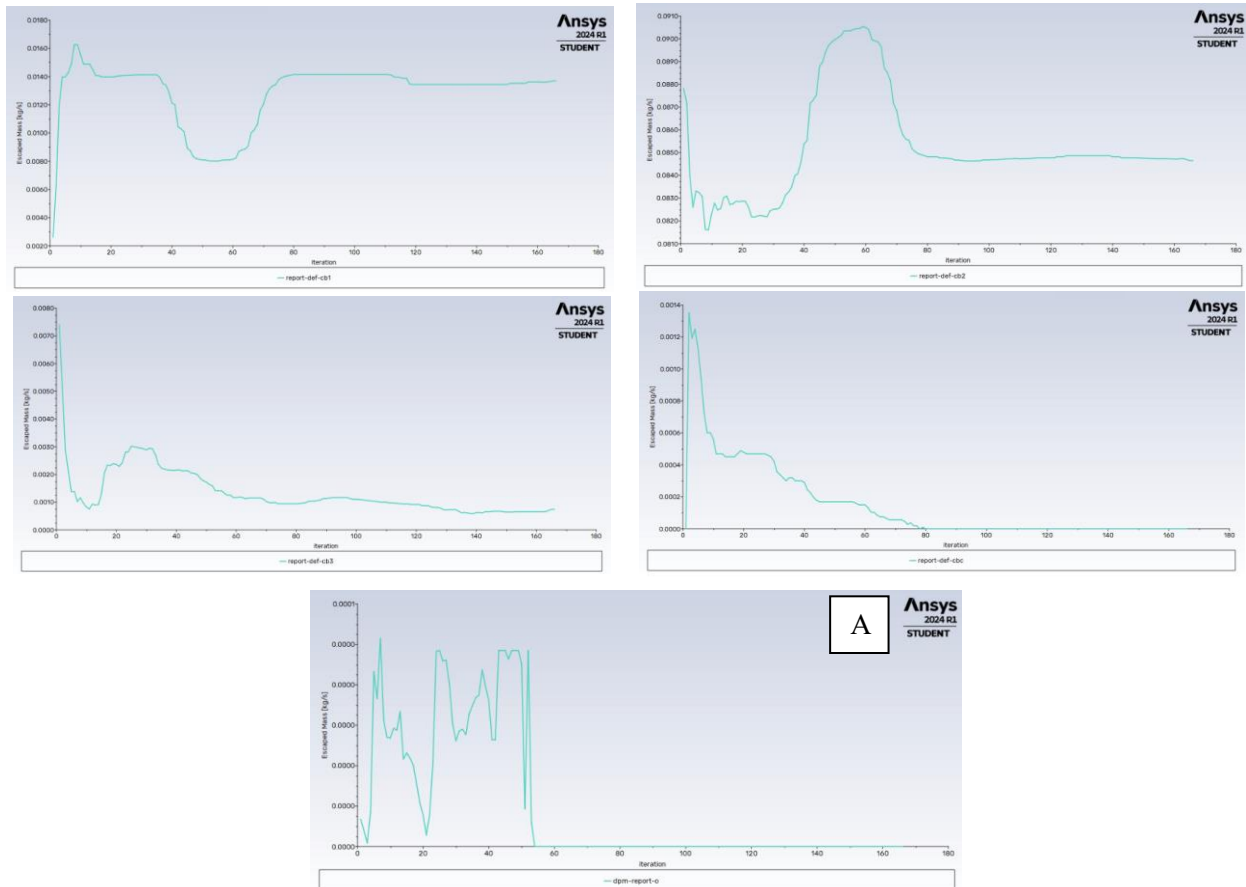 Ansys
2024 R1
STUDENT
Escaped Mass [kg/s]
0.0180
0.0160
0.0140
0.0120
0.0100
0.0080
0.0060
0.0040
0.0020
0 20 40 60 80 100 120 140 160 180
Iteration
report-def-cb1
Ansys
2024 R1
STUDENT
Escaped Mass [kg/s]
0.0910
0.0900
0.0890
0.0880
0.0870
0.0860
0.0850
0.0840
0.0830
0.0820
0.0810
0 20 40 60 80 100 120 140 160 180
Iteration
report-def-cb2
Ansys
2024 R1
STUDENT
Escaped Mass [kg/s]
0.0080
0.0070
0.0060
0.0050
0.0040
0.0030
0.0020
0.0010
0.0000
0 20 40 60 80 100 120 140 160 180
Iteration
report-def-cb3
Ansys
2024 R1
STUDENT
Escaped Mass [kg/s]
0.0014
0.0012
0.0010
0.0008
0.0006
0.0004
0.0002
0.0000
0 20 40 60 80 100 120 140 160 180
Iteration
report-def-cbc
A
Ansys
2024 R1
STUDENT
Escaped Mass [kg/s]
0.0001
0.0000
0.0000
0.0000
0.0000
0.0000
0.0000
0 20 40 60 80 100 120 140 160 180
Iteration
dpm-report-o